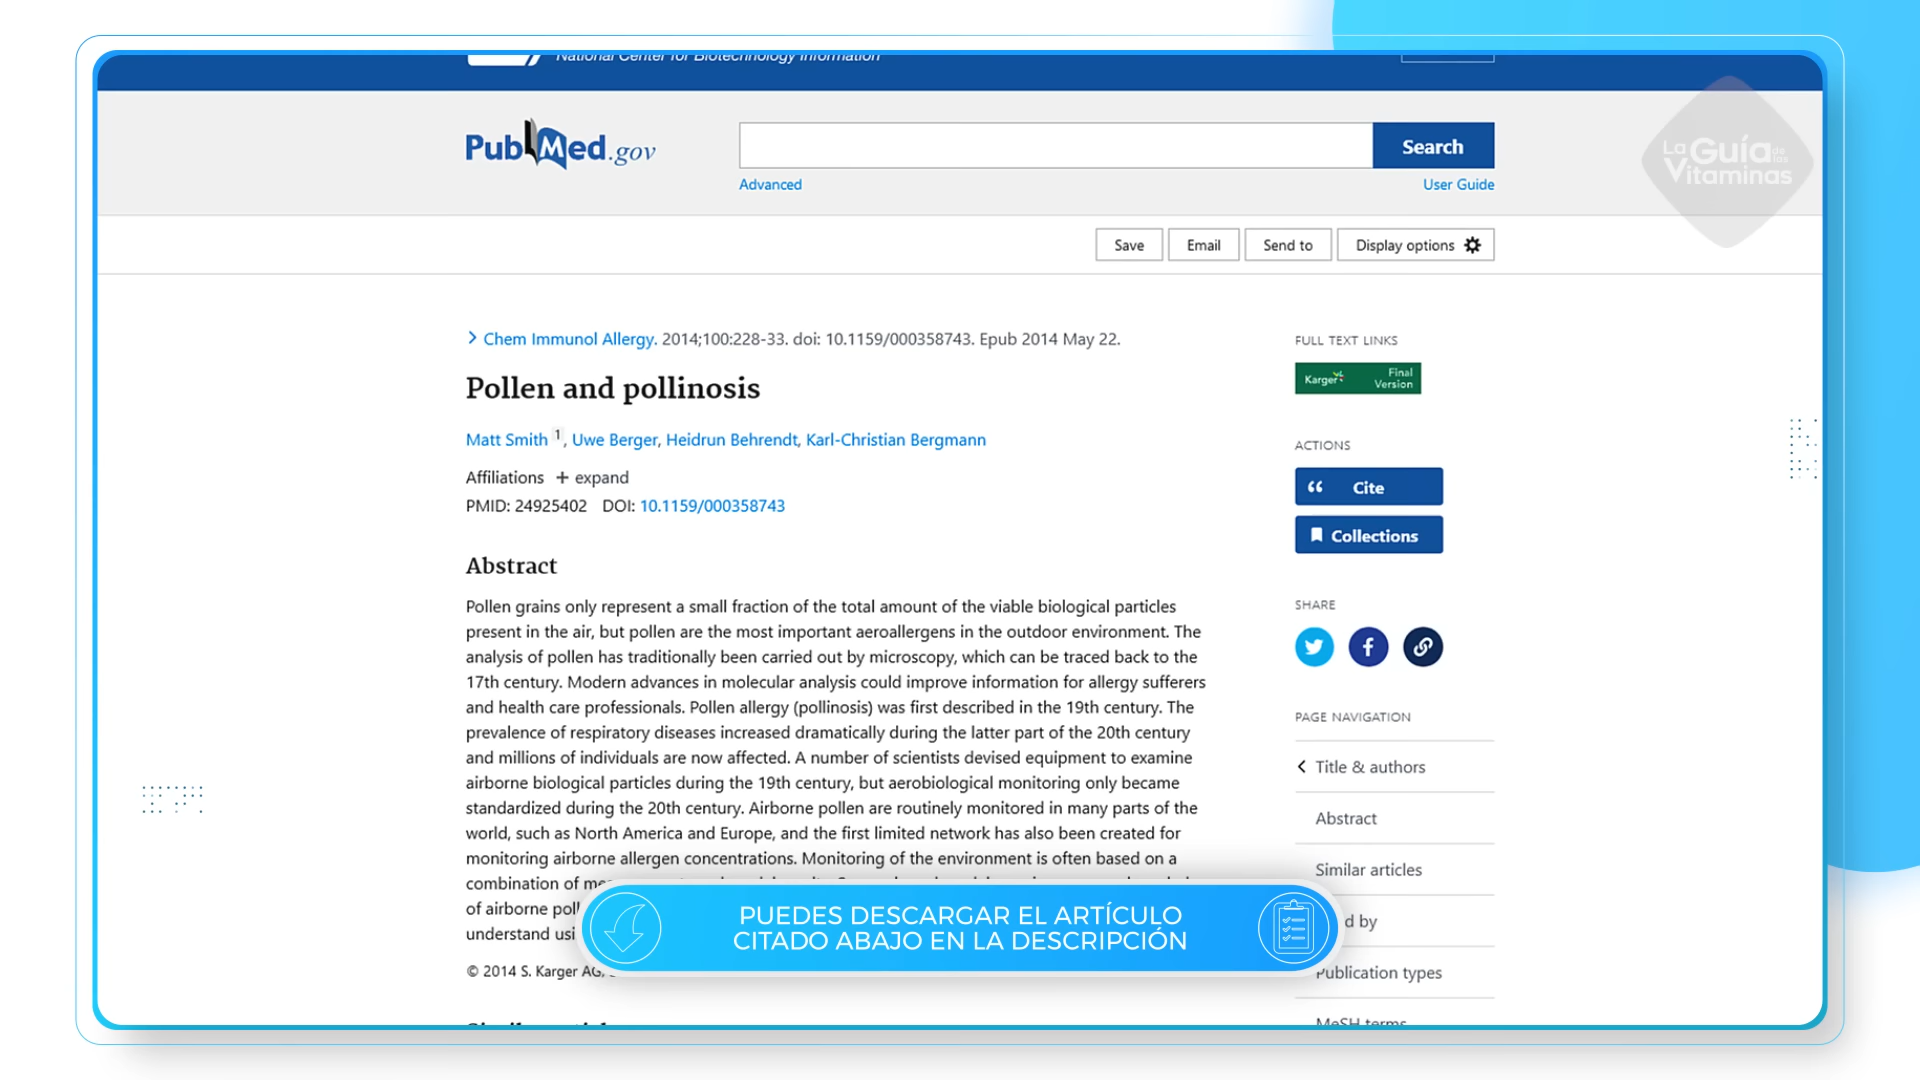 National Center for Biotechnology Information
PubMed.gov
Search
Advanced
User Guide
La Guía de las Vitaminas
Save Email Send to Display options
Chem Immunol Allergy. 2014;100:228-33. doi: 10.1159/000358743. Epub 2014 May 22.
Pollen and pollinosis
Matt Smith 1, Uwe Berger, Heidrun Behrendt, Karl-Christian Bergmann
Affiliations + expand
PMID: 24925402 DOI: 10.1159/000358743
Abstract
Pollen grains only represent a small fraction of the total amount of the viable biological particles
present in the air, but pollen are the most important aeroallergens in the outdoor environment. The
analysis of pollen has traditionally been carried out by microscopy, which can be traced back to the
17th century. Modern advances in molecular analysis could improve information for allergy sufferers
and health care professionals. Pollen allergy (pollinosis) was first described in the 19th century. The
prevalence of respiratory diseases increased dramatically during the latter part of the 20th century
and millions of individuals are now affected. A number of scientists devised equipment to examine
airborne biological particles during the 19th century, but aerobiological monitoring only became
standardized during the 20th century. Airborne pollen are routinely monitored in many parts of the
world, such as North America and Europe, and the first limited network has also been created for
monitoring airborne allergen concentrations. Monitoring of the environment is often based on a
combination of
of airborne
understand
© 2014 S. Karger AG,
FULL TEXT LINKS
Karger Final Version
ACTIONS
Cite
Collections
SHARE
PAGE NAVIGATION
Title & authors
Abstract
Similar articles
d by
Publication types
MeSH terms
PUEDES DESCARGAR EL ARTÍCULO
CITADO ABAJO EN LA DESCRIPCIÓN